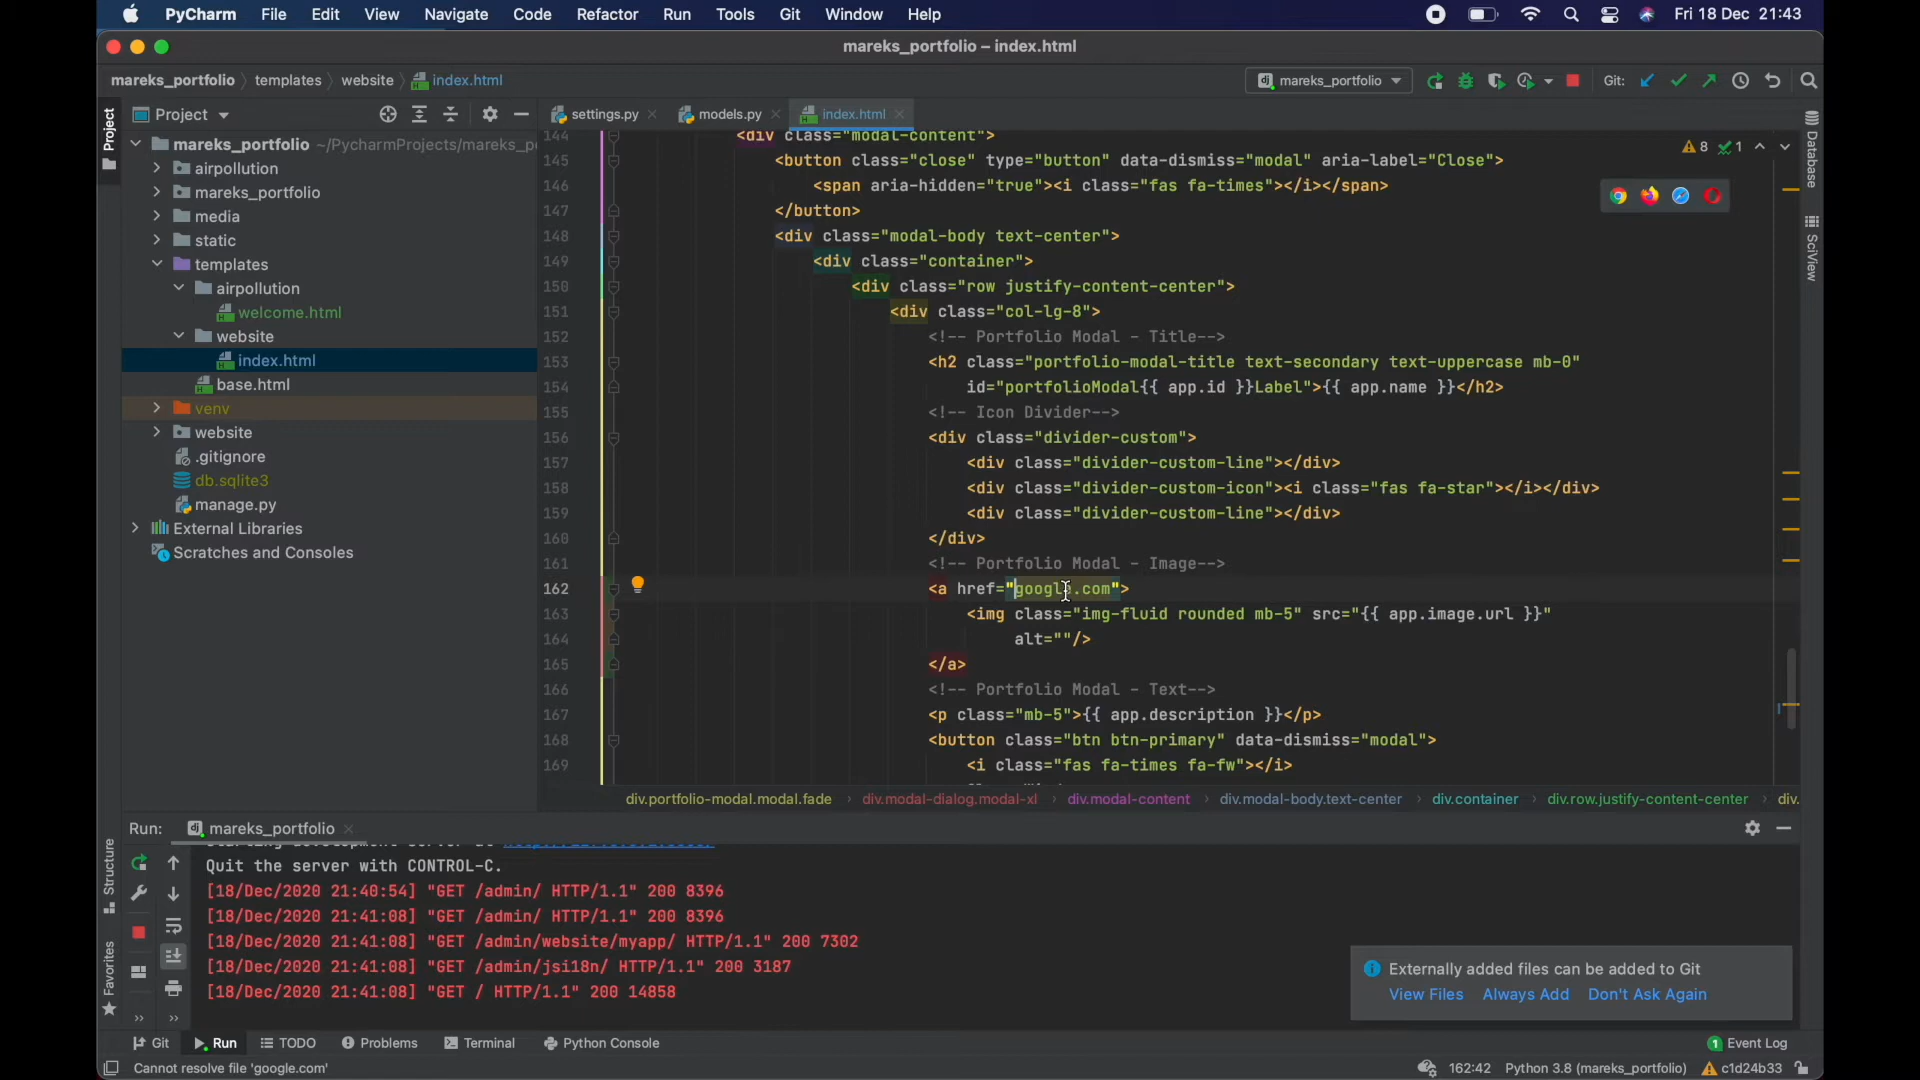 PyCharm File Edit View Navigate Code Refactor Run Tools Git Window Help Fri 18 Dec 21:43
mareks_portfolio – index.html
mareks_portfolio templates website index.html mareks_portfolio Git:
Project settings.py models.py index.html
mareks_portfolio ~/PycharmProjects/mareks_p
airpollution
mareks_portfolio
media
static
templates
airpollution
welcome.html
website
index.html
base.html
venv
website
.gitignore
db.sqlite3
manage.py
External Libraries
Scratches and Consoles
Project
Structure
Favorites
Database
SciView
8 1
144 <div class="modal-content">
145 <button class="close" type="button" data-dismiss="modal" aria-label="Close">
146 <span aria-hidden="true"><i class="fas fa-times"></i></span>
147 </button>
148 <div class="modal-body text-center">
149 <div class="container">
150 <div class="row justify-content-center">
151 <div class="col-lg-8">
152 <!-- Portfolio Modal - Title-->
153 <h2 class="portfolio-modal-title text-secondary text-uppercase mb-0"
154 id="portfolioModal{{ app.id }}Label">{{ app.name }}</h2>
155 <!-- Icon Divider-->
156 <div class="divider-custom">
157 <div class="divider-custom-line"></div>
158 <div class="divider-custom-icon"><i class="fas fa-star"></i></div>
159 <div class="divider-custom-line"></div>
160 </div>
161 <!-- Portfolio Modal - Image-->
162 <a href="google.com">
163 <img class="img-fluid rounded mb-5" src="{{ app.image.url }}"
164 alt=""/>
165 </a>
166 <!-- Portfolio Modal - Text-->
167 <p class="mb-5">{{ app.description }}</p>
168 <button class="btn btn-primary" data-dismiss="modal">
169 <i class="fas fa-times fa-fw"></i>
div.portfolio-modal.modal.fade div.modal-dialog.modal-xl div.modal-content div.modal-body.text-center div.container div.row.justify-content-center div.
Run: mareks_portfolio
Quit the server with CONTROL-C.
[18/Dec/2020 21:40:54] "GET /admin/ HTTP/1.1" 200 8396
[18/Dec/2020 21:41:08] "GET /admin/ HTTP/1.1" 200 8396
[18/Dec/2020 21:41:08] "GET /admin/website/myapp/ HTTP/1.1" 200 7302
[18/Dec/2020 21:41:08] "GET /admin/jsi18n/ HTTP/1.1" 200 3187
[18/Dec/2020 21:41:08] "GET / HTTP/1.1" 200 14858
Externally added files can be added to Git
View Files Always Add Don't Ask Again
Git Run TODO Problems Terminal Python Console 1 Event Log
Cannot resolve file 'google.com' 162:42 Python 3.8 (mareks_portfolio) c1d24b33